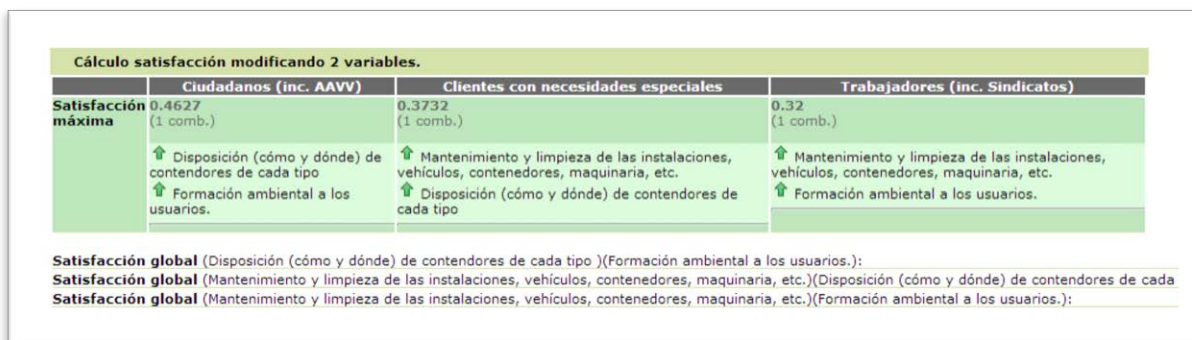 Cálculo satisfacción modificando 2 variables.
Ciudadanos (inc. AAVV) Clientes con necesidades especiales Trabajadores (inc. Sindicatos)
Satisfacción máxima
0.4627
(1 comb.)
Disposición (cómo y dónde) de
contendores de cada tipo
Formación ambiental a los
usuarios.
0.3732
(1 comb.)
Mantenimiento y limpieza de las instalaciones,
vehículos, contenedores, maquinaria, etc.
Disposición (cómo y dónde) de contendores de
cada tipo
0.32
(1 comb.)
Mantenimiento y limpieza de las instalaciones,
vehículos, contenedores, maquinaria, etc.
Formación ambiental a los usuarios.
Satisfacción global (Disposición (cómo y dónde) de contendores de cada tipo )(Formación ambiental a los usuarios.):
Satisfacción global (Mantenimiento y limpieza de las instalaciones, vehículos, contenedores, maquinaria, etc.)(Disposición (cómo y dónde) de contendores de cada
Satisfacción global (Mantenimiento y limpieza de las instalaciones, vehículos, contenedores, maquinaria, etc.)(Formación ambiental a los usuarios.):